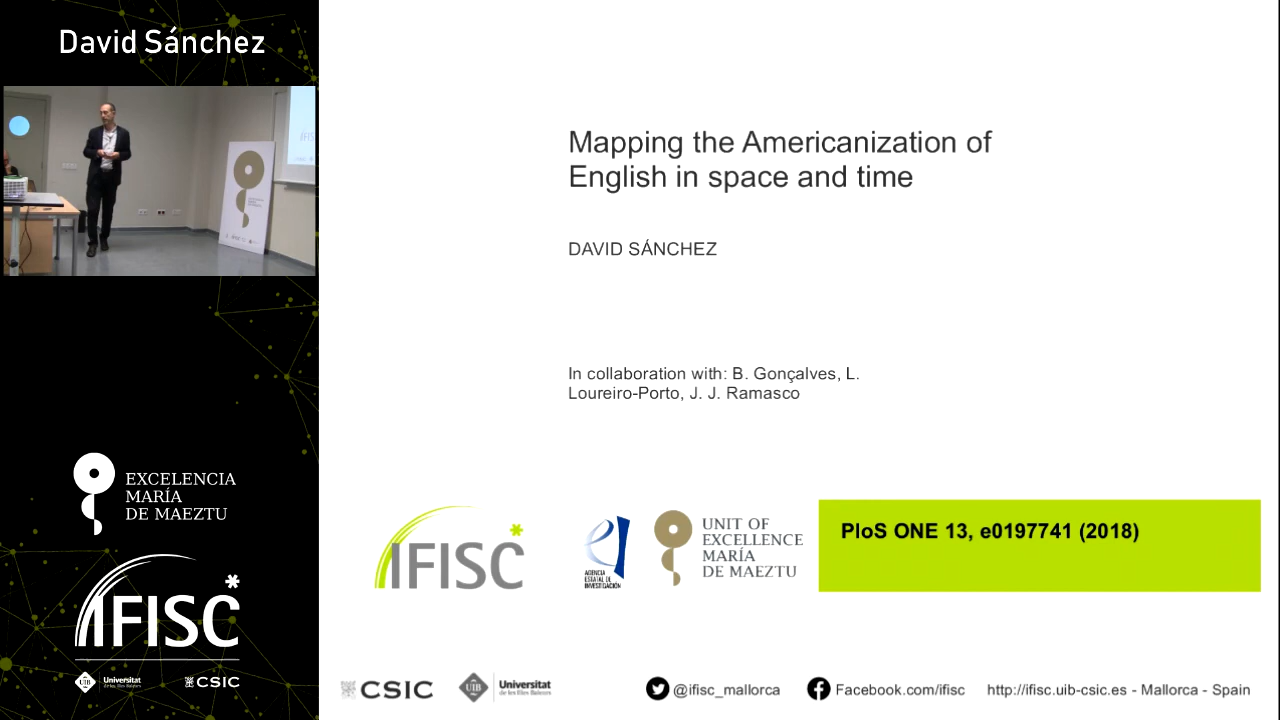 David Sánchez
EXCELENCIA
MARÍA
DE MAEZTU
IFISC
UIB
Universitat
de les Illes Balears
CSIC
Mapping the Americanization of
English in space and time
DAVID SÁNCHEZ
In collaboration with: B. Gonçalves, L.
Loureiro-Porto, J. J. Ramasco
IFISC
AGENCIA
ESTATAL DE
INVESTIGACIÓN
UNIT OF
EXCELLENCE
MARÍA
DE MAEZTU
PloS ONE 13, e0197741 (2018)
CSIC
UIB
Universitat
de les Illes Balears
@ifisc_mallorca
Facebook.com/ifisc
http://ifisc.uib-csic.es - Mallorca - Spain